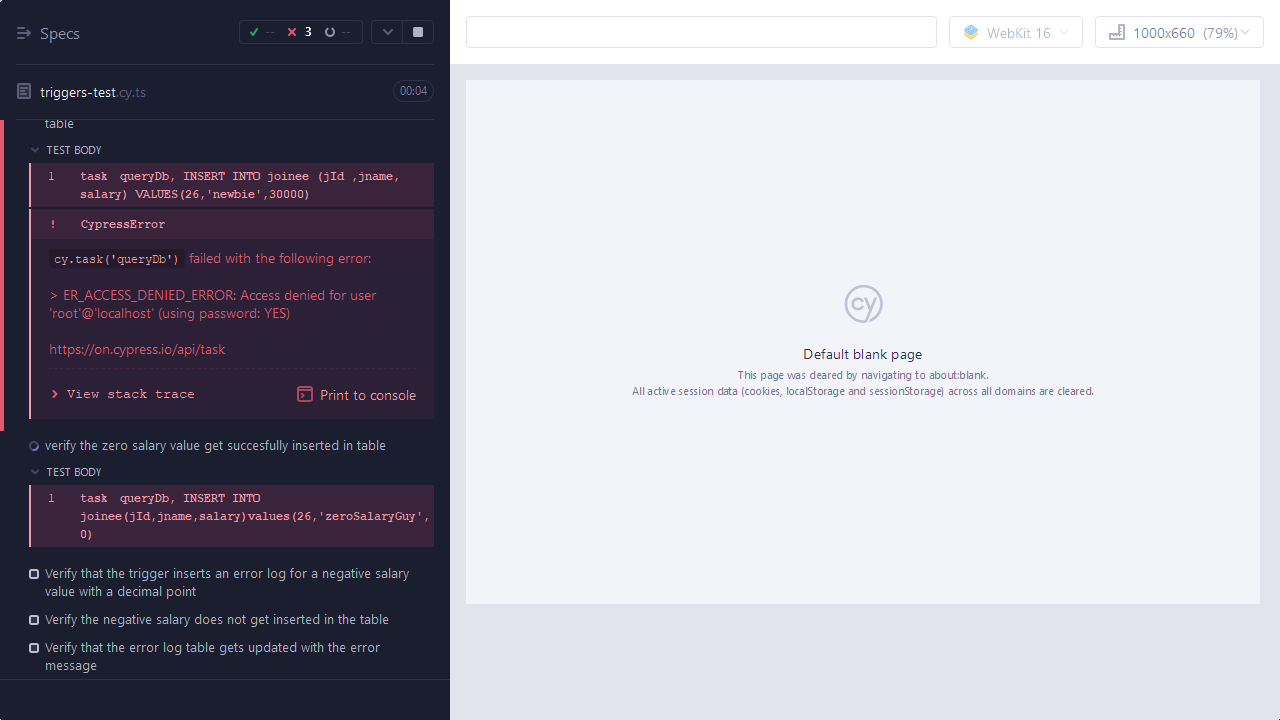 Specs
-- 3 --
triggers-test.cy.ts
00:04
table
TEST BODY
1 task queryDb, INSERT INTO joinee (jId ,jname,
salary) VALUES(26,'newbie',30000)
! CypressError
cy.task('queryDb') failed with the following error:
> ER_ACCESS_DENIED_ERROR: Access denied for user
'root'@'localhost' (using password: YES)
https://on.cypress.io/api/task
View stack trace
Print to console
verify the zero salary value get succesfully inserted in table
TEST BODY
1 task queryDb, INSERT INTO
joinee(jId,jname,salary)values(26,'zeroSalaryGuy',
0)
Verify that the trigger inserts an error log for a negative salary
value with a decimal point
Verify the negative salary does not get inserted in the table
Verify that the error log table gets updated with the error
message
WebKit 16
1000x660 (79%)
cy
Default blank page
This page was cleared by navigating to about:blank.
All active session data (cookies, localStorage and sessionStorage) across all domains are cleared.